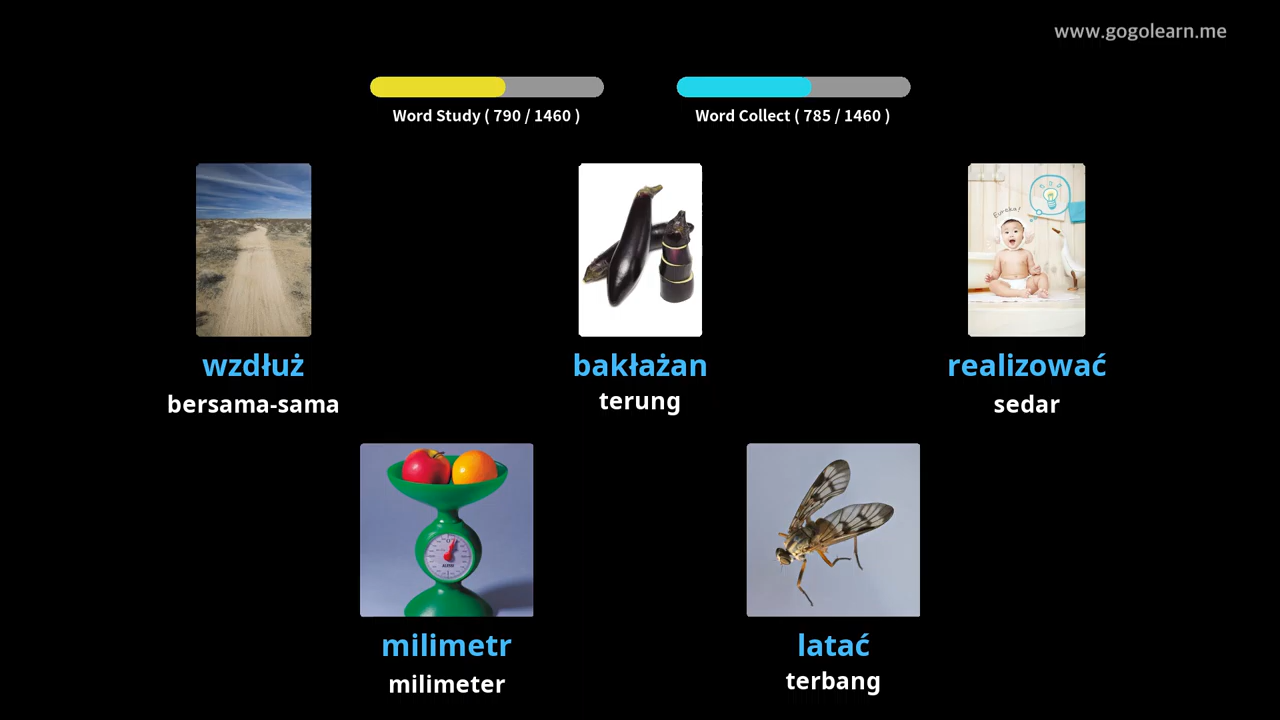 www.gogolearn.me
Word Study ( 790 / 1460 )
Word Collect ( 785 / 1460 )
Eureka!
wzdłuż
bakłażan
realizować
bersama-sama
terung
sedar
milimetr
latać
milimeter
terbang